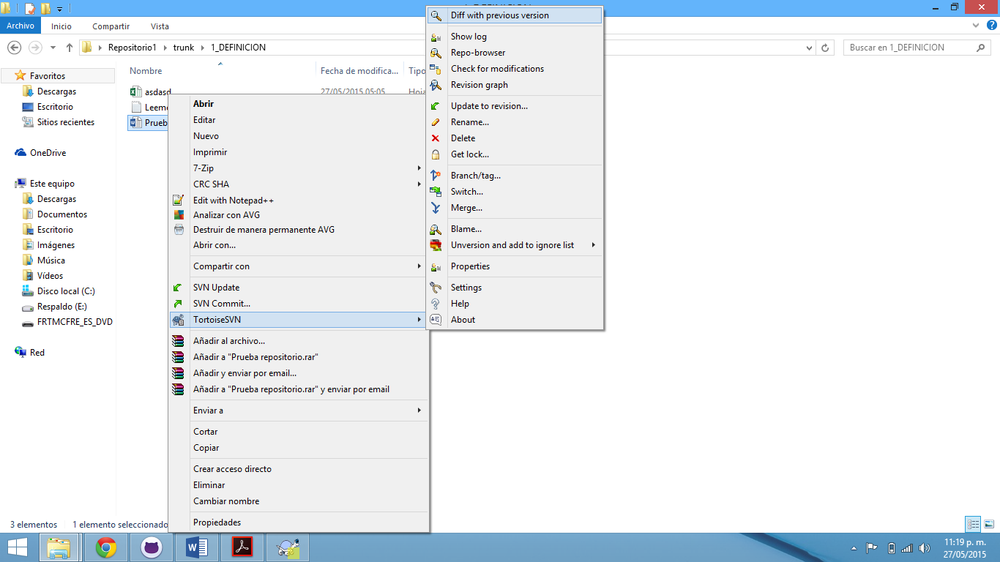 Archivo Inicio Compartir Vista
Repositorio1 trunk 1_DEFINICION
Buscar en 1_DEFINICION
Nombre Fecha de modifica... Tipo
asdasd 27/05/2015 05:05 Hoja
Favoritos
Descargas
Escritorio
Sitios recientes
OneDrive
Este equipo
Descargas
Documentos
Escritorio
Imágenes
Música
Vídeos
Disco local (C:)
Respaldo (E:)
FRTMCFRE_ES_DVD
Red
Abrir
Editar
Nuevo
Imprimir
7-Zip
CRC SHA
Edit with Notepad++
Analizar con AVG
Destruir de manera permanente AVG
Abrir con...
Compartir con
SVN Update
SVN Commit...
TortoiseSVN
Añadir al archivo...
Añadir a "Prueba repositorio.rar"
Añadir y enviar por email...
Añadir a "Prueba repositorio.rar" y enviar por email
Enviar a
Cortar
Copiar
Crear acceso directo
Eliminar
Cambiar nombre
Propiedades
Diff with previous version
Show log
Repo-browser
Check for modifications
Revision graph
Update to revision...
Rename...
Delete
Get lock...
Branch/tag...
Switch...
Merge...
Blame...
Unversion and add to ignore list
Properties
Settings
Help
About
3 elementos 1 elemento seleccionado
11:19 p. m.
27/05/2015